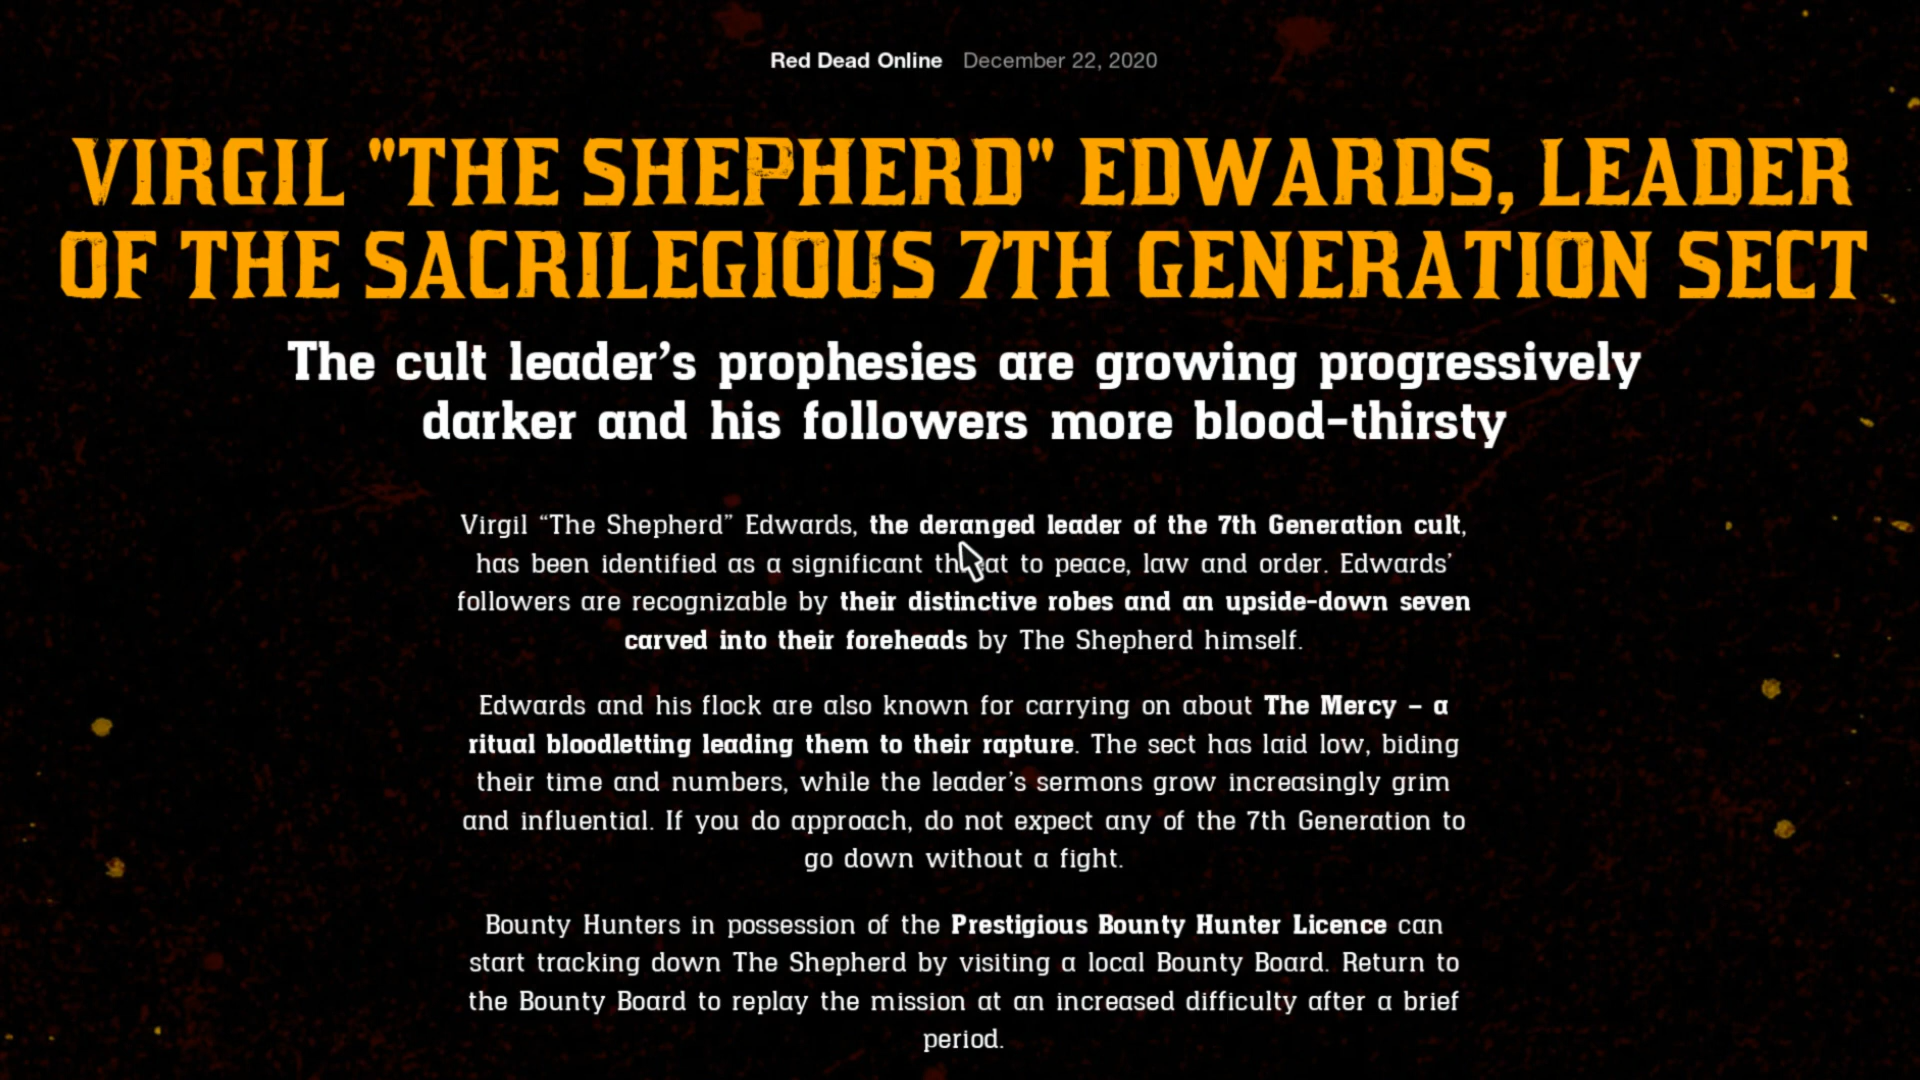 Red Dead Online December 22, 2020
VIRGIL "THE SHEPHERD" EDWARDS, LEADER
OF THE SACRILEGIOUS 7TH GENERATION SECT
The cult leader’s prophesies are growing progressively
darker and his followers more blood-thirsty
Virgil “The Shepherd” Edwards, the deranged leader of the 7th Generation cult,
has been identified as a significant threat to peace, law and order. Edwards’
followers are recognizable by their distinctive robes and an upside-down seven
carved into their foreheads by The Shepherd himself.
Edwards and his flock are also known for carrying on about The Mercy – a
ritual bloodletting leading them to their rapture. The sect has laid low, biding
their time and numbers, while the leader’s sermons grow increasingly grim
and influential. If you do approach, do not expect any of the 7th Generation to
go down without a fight.
Bounty Hunters in possession of the Prestigious Bounty Hunter Licence can
start tracking down The Shepherd by visiting a local Bounty Board. Return to
the Bounty Board to replay the mission at an increased difficulty after a brief
period.